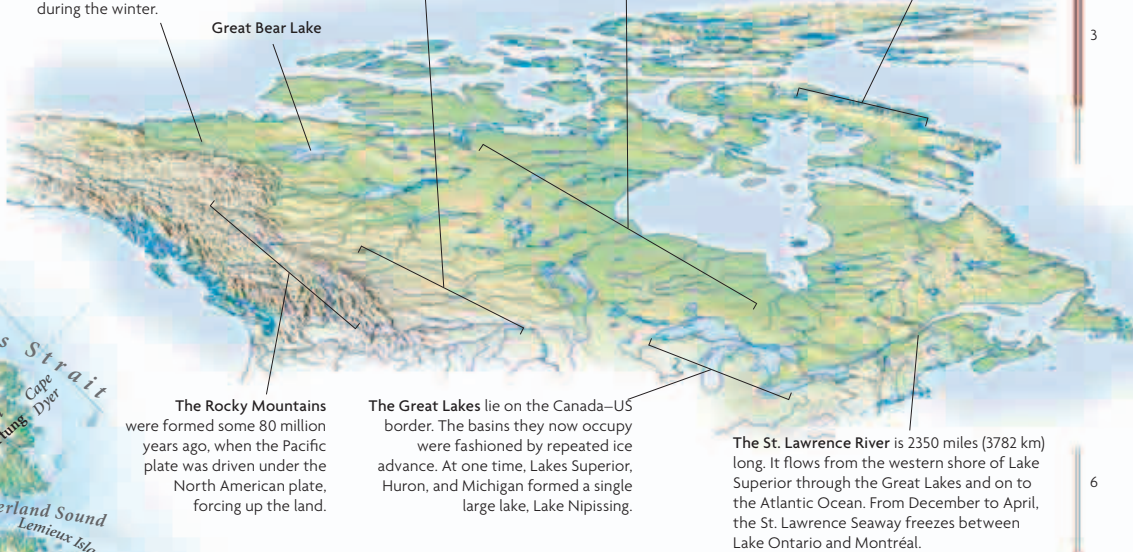 during the winter.
Great Bear Lake
3
s Strait
Cape
Dyer
The Rocky Mountains
were formed some 80 million
years ago, when the Pacific
plate was driven under the
North American plate,
forcing up the land.
The Great Lakes lie on the Canada–US
border. The basins they now occupy
were fashioned by repeated ice
advance. At one time, Lakes Superior,
Huron, and Michigan formed a single
large lake, Lake Nipissing.
The St. Lawrence River is 2350 miles (3782 km)
long. It flows from the western shore of Lake
Superior through the Great Lakes and on to
the Atlantic Ocean. From December to April,
the St. Lawrence Seaway freezes between
Lake Ontario and Montréal.
6
erland Sound
Lemieux Isla